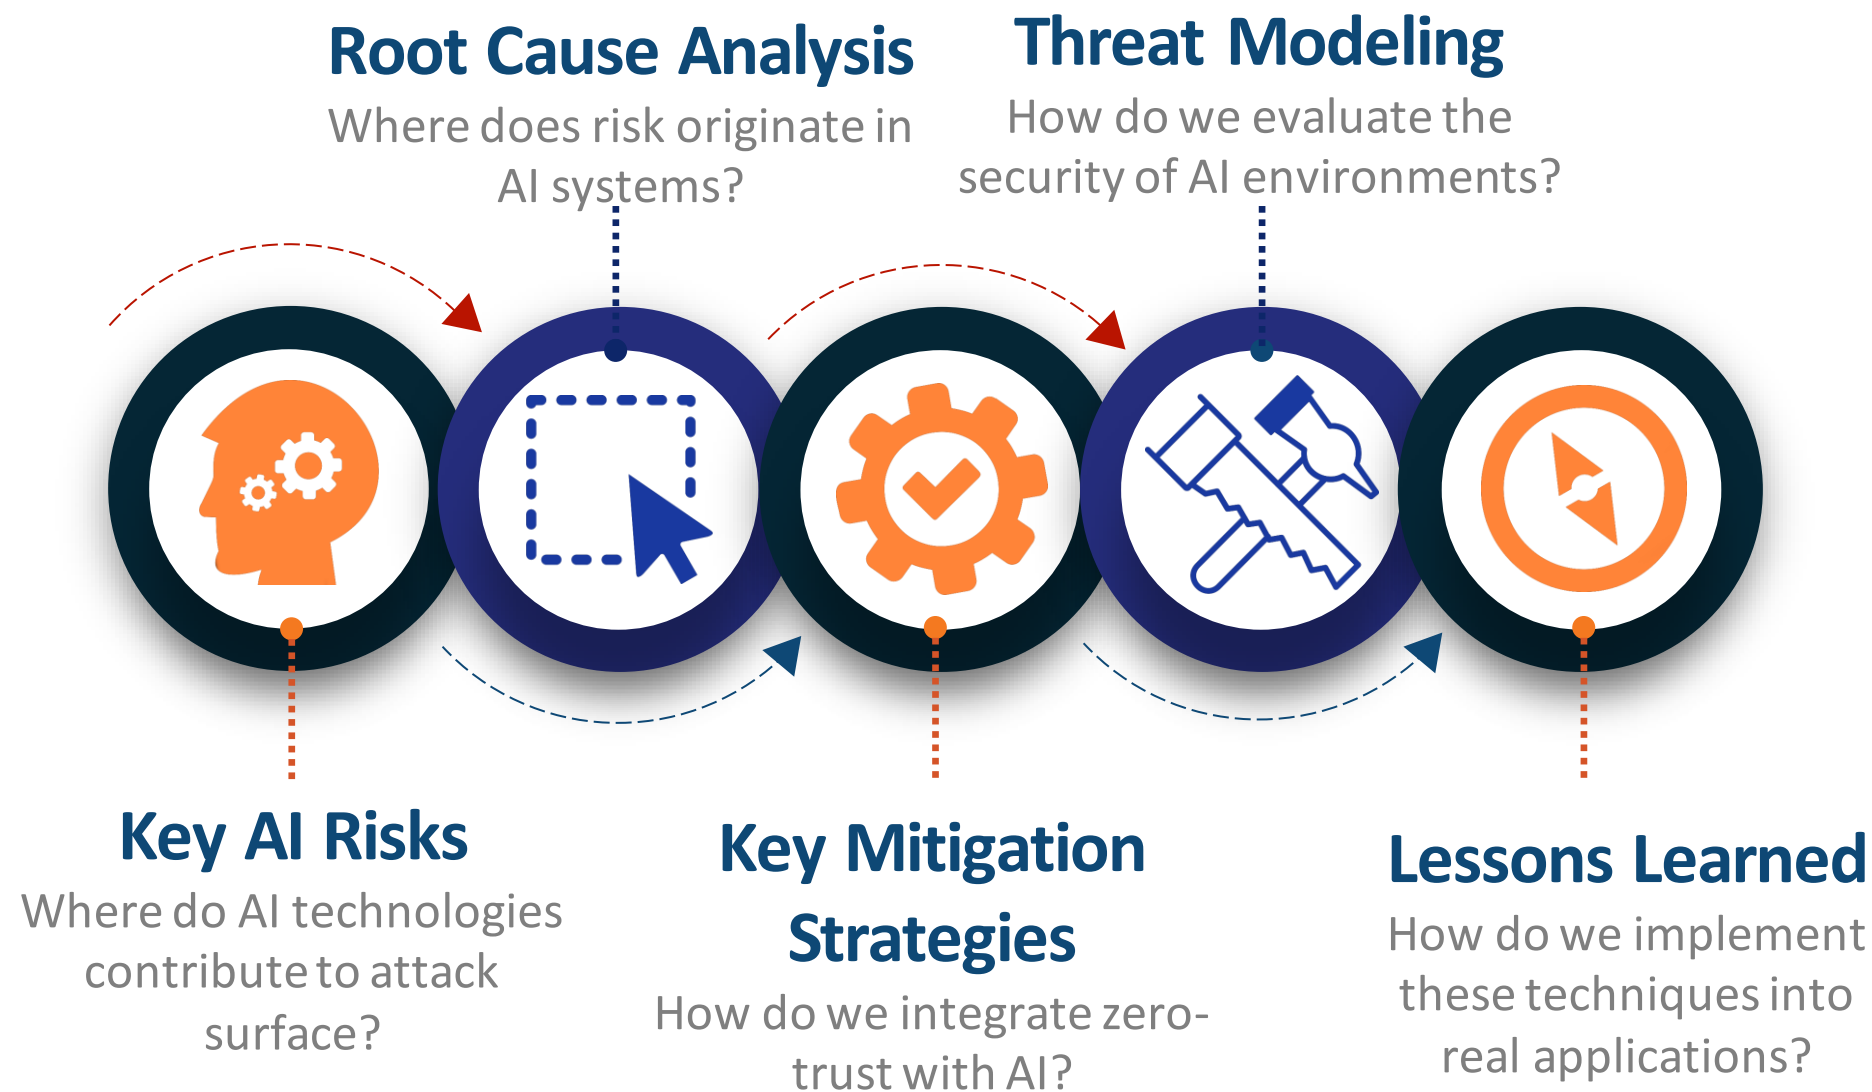 Root Cause Analysis
Where does risk originate in
AI systems?
Threat Modeling
How do we evaluate the
security of AI environments?
Key AI Risks
Where do AI technologies
contribute to attack
surface?
Key Mitigation
Strategies
How do we integrate zero-
trust with AI?
Lessons Learned
How do we implement
these techniques into
real applications?